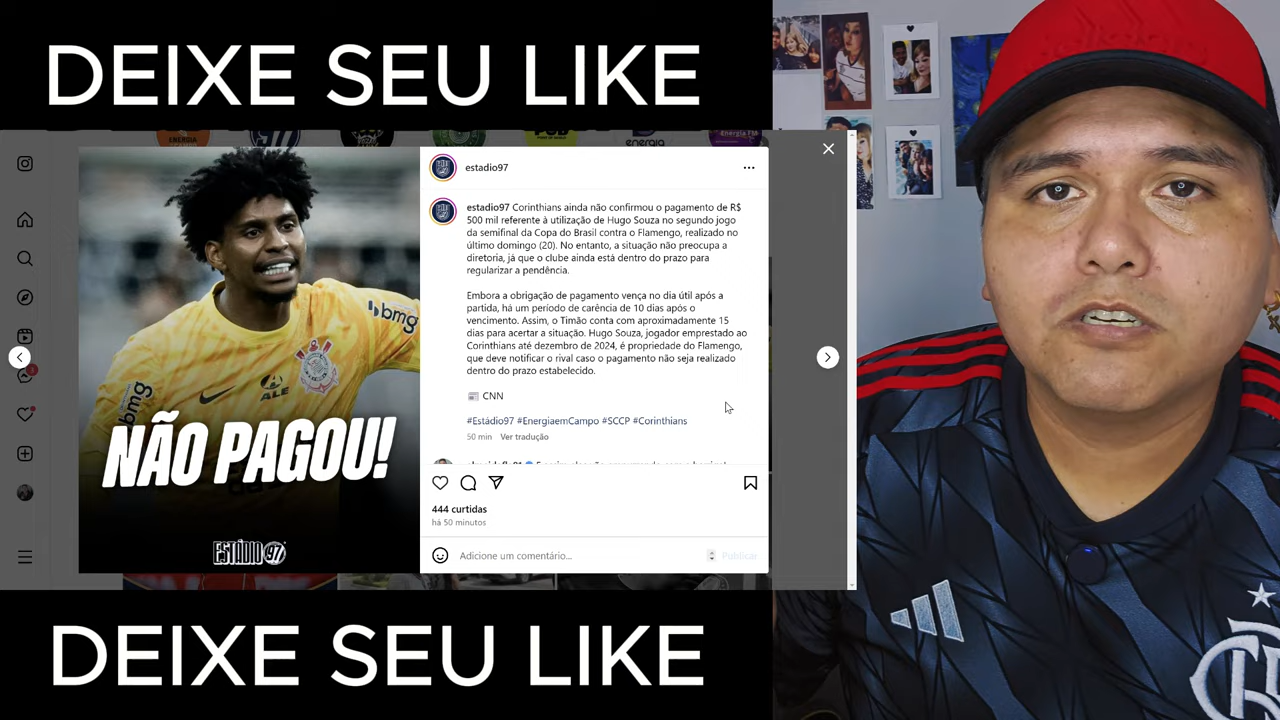 DEIXE SEU LIKE
ENERGIA
energia
Energia FM
estadio97
estadio97 Corinthians ainda não confirmou o pagamento de R$
500 mil referente à utilização de Hugo Souza no segundo jogo
da semifinal da Copa do Brasil contra o Flamengo, realizado no
último domingo (20). No entanto, a situação não preocupa a
diretoria, já que o clube ainda está dentro do prazo para
regularizar a pendência.
Embora a obrigação de pagamento vença no dia útil após a
partida, há um período de carência de 10 dias após o
vencimento. Assim, o Timão conta com aproximadamente 15
dias para acertar a situação. Hugo Souza, jogador emprestado ao
Corinthians até dezembro de 2024, é propriedade do Flamengo,
que deve notificar o rival caso o pagamento não seja realizado
dentro do prazo estabelecido.
CNN
#Estádio97 #EnergiaemCampo #SCCP #Corinthians
50 min Ver tradução
444 curtidas
há 50 minutos
Adicione um comentário...
Publicar
bmg
bmg
ALE
NÃO PAGOU!
ESTÁDIO 97
DEIXE SEU LIKE